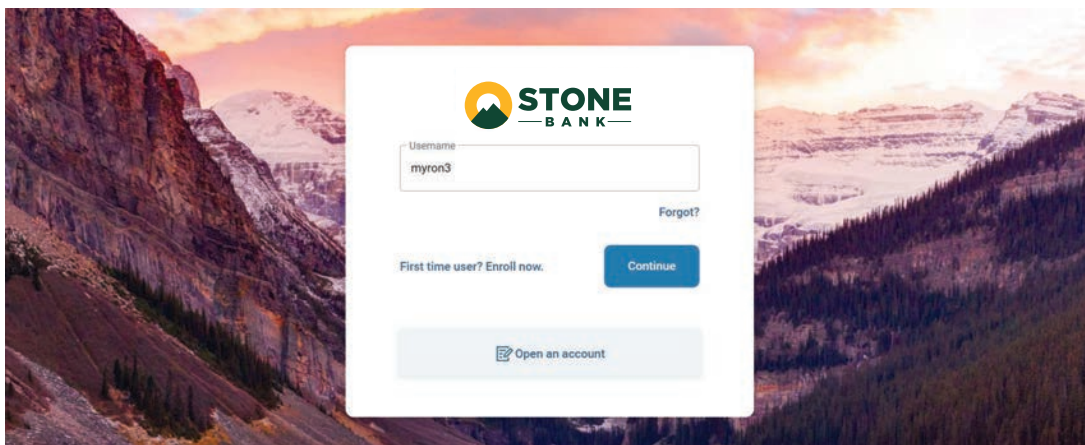 STONE
BANK
Username
myron3
Forgot?
First time user? Enroll now.
Continue
Open an account